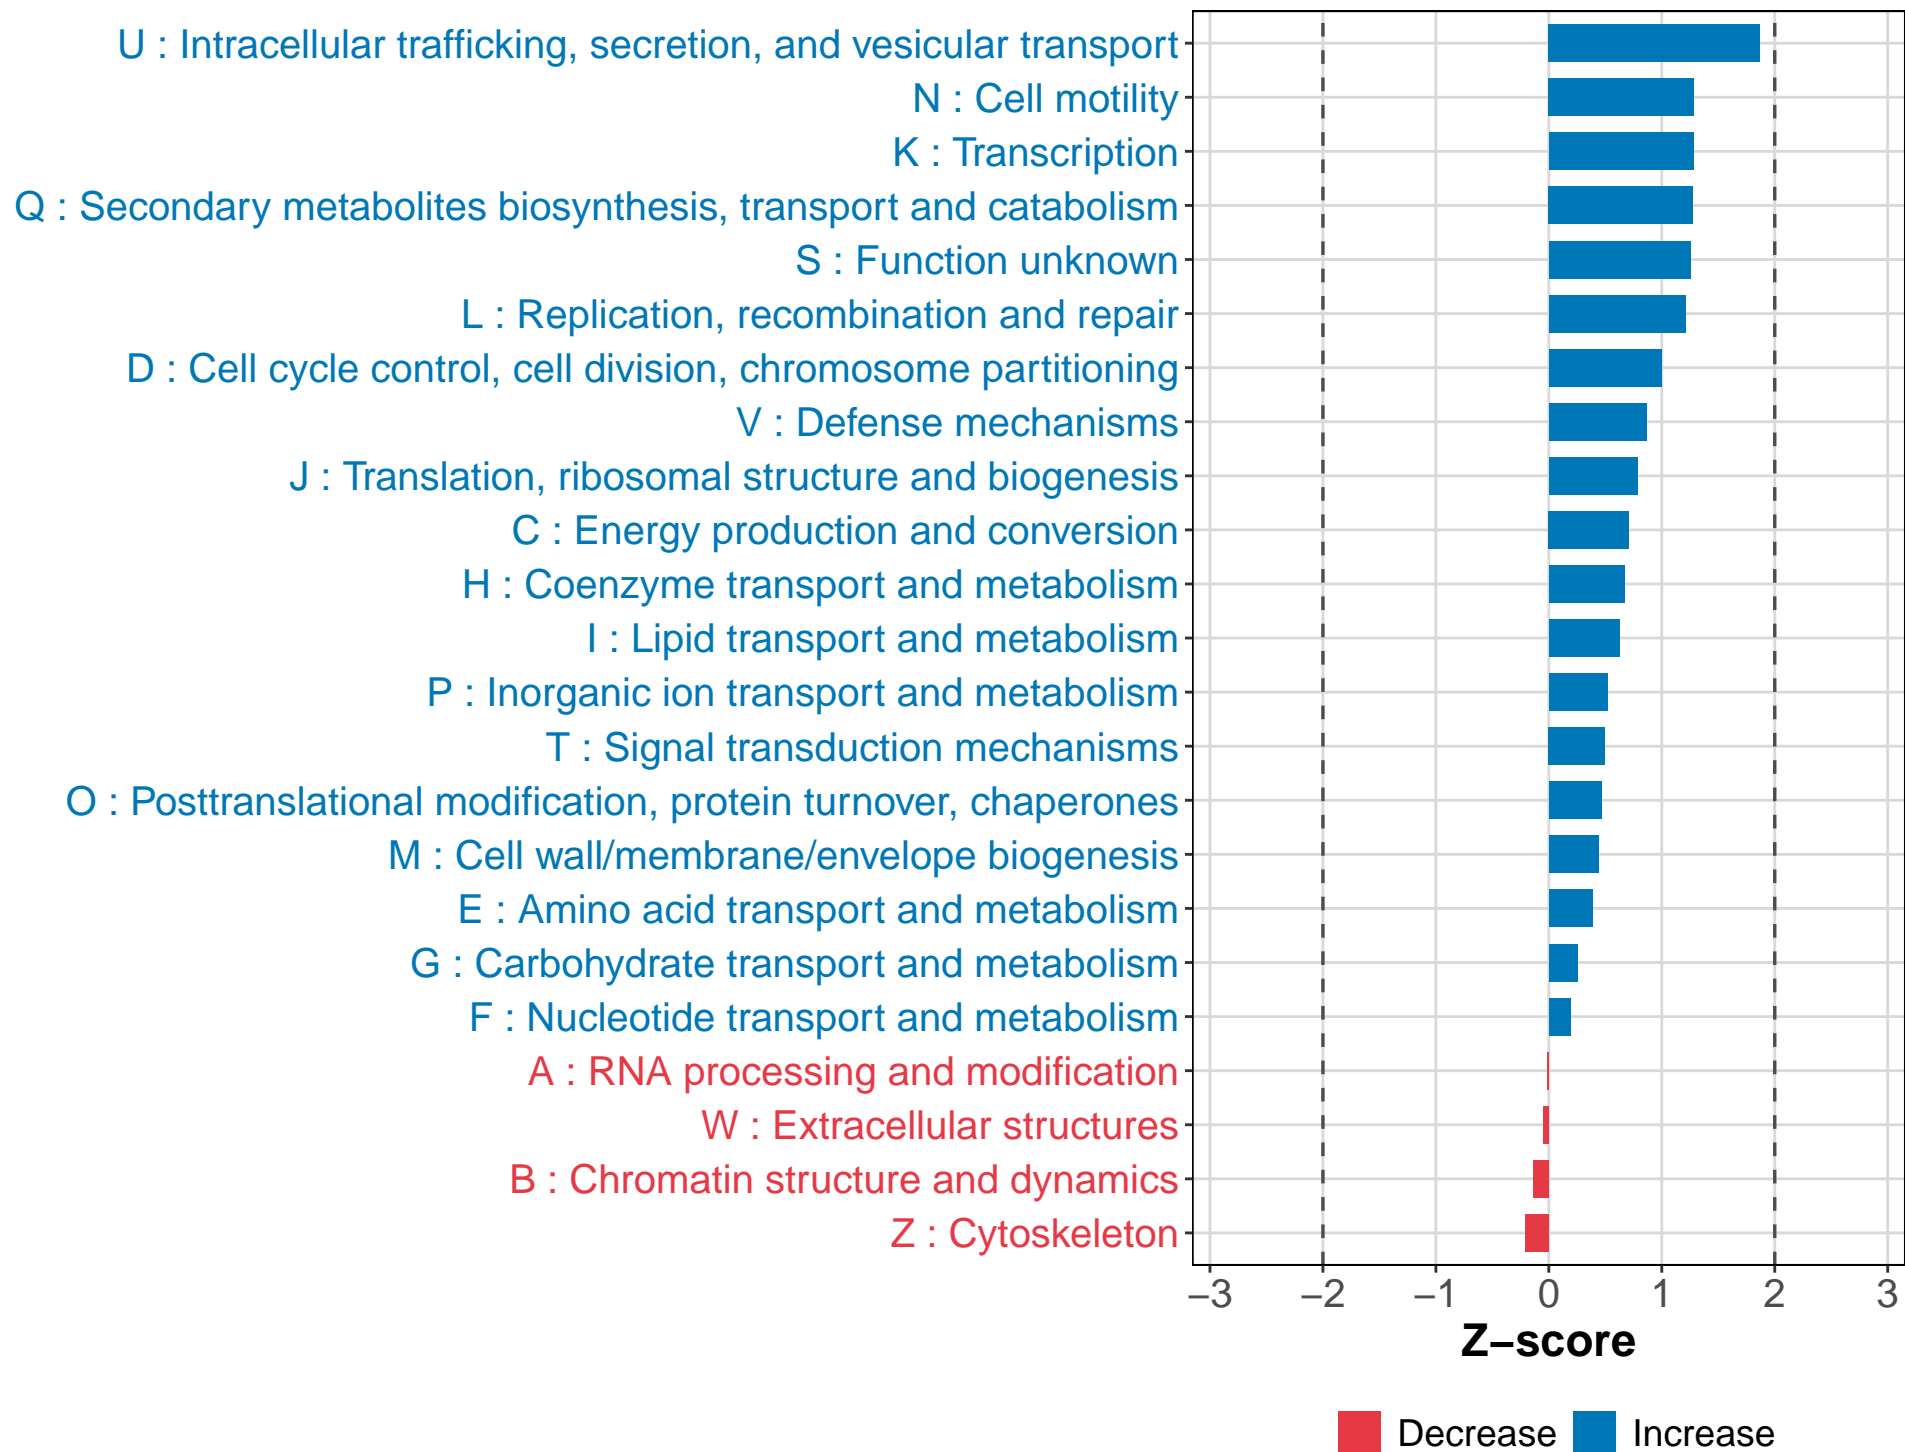 U : Intracellular trafficking, secretion, and vesicular transport
N : Cell motility
K : Transcription
Q : Secondary metabolites biosynthesis, transport and catabolism
S : Function unknown
L : Replication, recombination and repair
D : Cell cycle control, cell division, chromosome partitioning
V : Defense mechanisms
J : Translation, ribosomal structure and biogenesis
C : Energy production and conversion
H : Coenzyme transport and metabolism
I : Lipid transport and metabolism
P : Inorganic ion transport and metabolism
T : Signal transduction mechanisms
O : Posttranslational modification, protein turnover, chaperones
M : Cell wall/membrane/envelope biogenesis
E : Amino acid transport and metabolism
G : Carbohydrate transport and metabolism
F : Nucleotide transport and metabolism
A : RNA processing and modification
W : Extracellular structures
B : Chromatin structure and dynamics
Z : Cytoskeleton
−3 −2 −1 0 1 2 3
Z−score
Decrease Increase